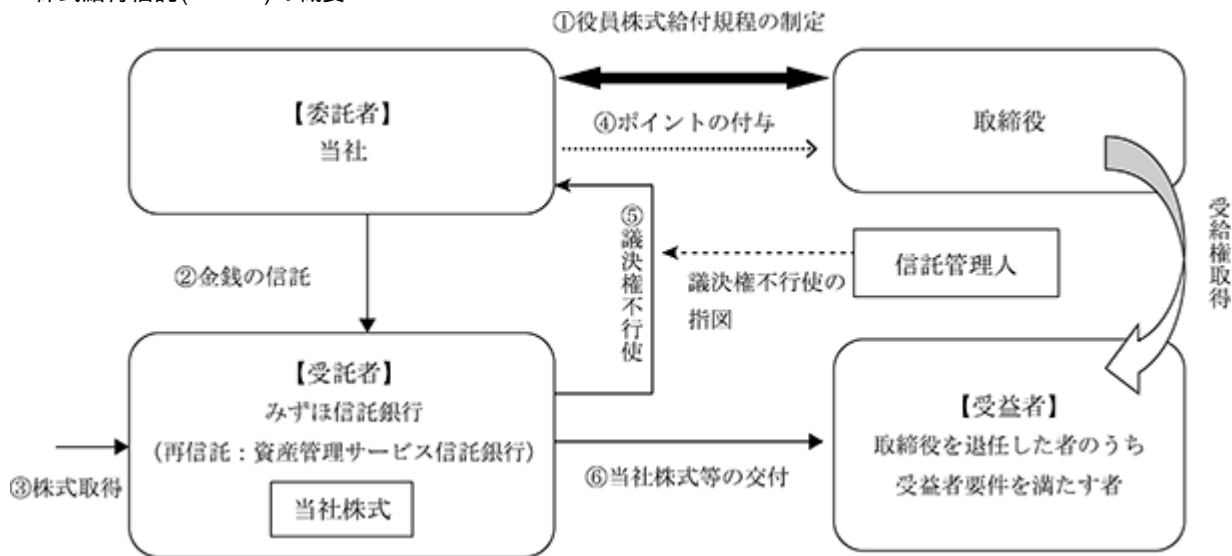 ①役員株式給付規程の制定
【委託者】
当社
④ポイントの付与
取締役
⑤議決権不行使
受給権取得
②金銭の信託
議決権不行使の
指図
信託管理人
【受託者】
みずほ信託銀行
(再信託：資産管理サービス信託銀行)
③株式取得
当社株式
⑥当社株式等の交付
【受益者】
取締役を退任した者のうち
受益者要件を満たす者